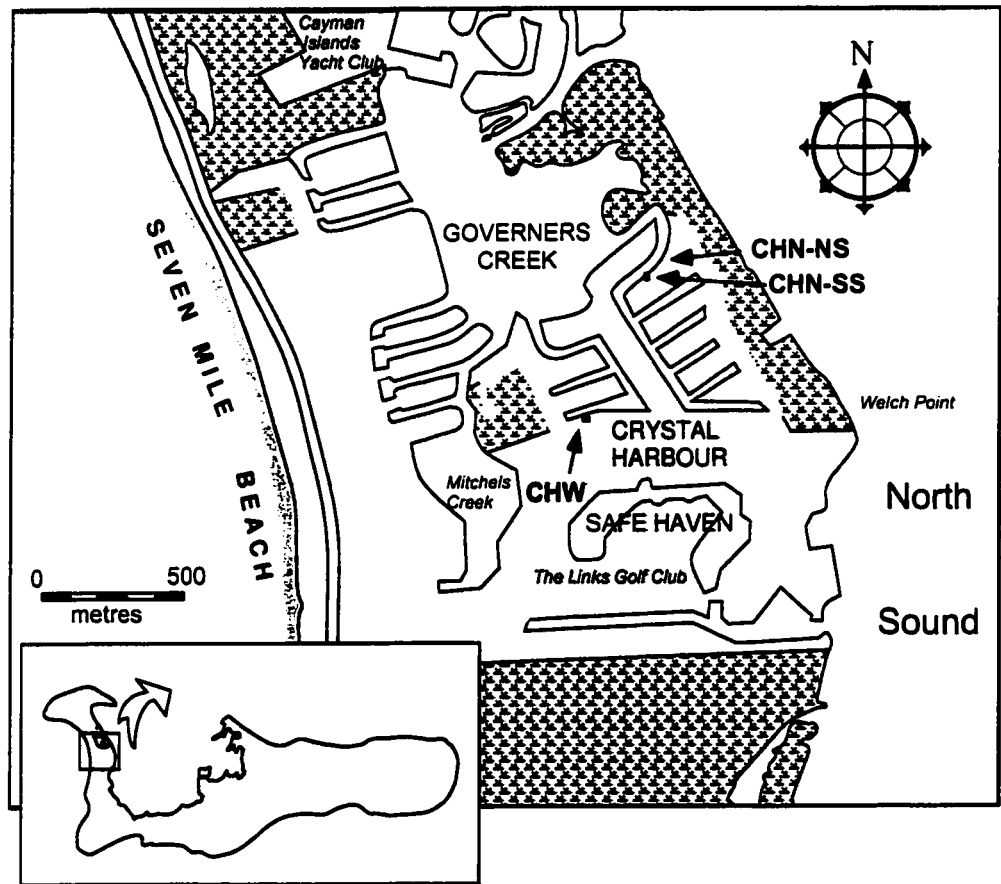 Cayman
Islands
Yacht Club
N
SEVEN MILE BEACH
GOVERNERS
CREEK
CHN-NS
CHN-SS
Welch Point
CRYSTAL
HARBOUR
CHW
Mitchels
Creek
North
SAFE HAVEN
0 500
metres
The Links Golf Club
Sound